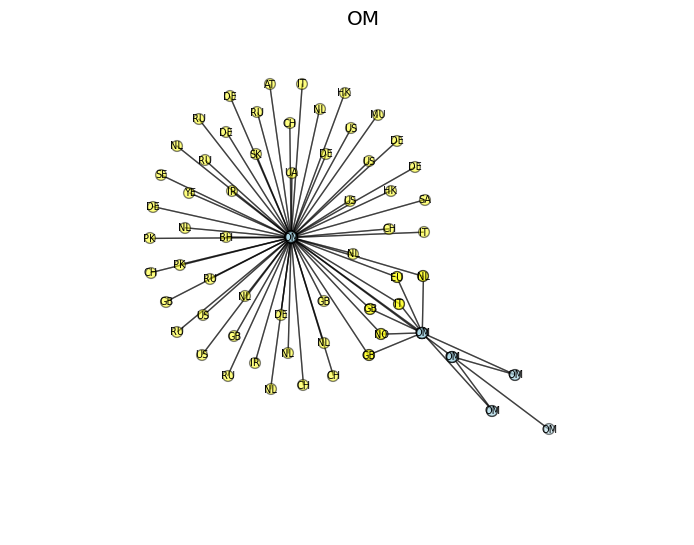 OM
AT
IT
HK
DE
NL
RU
MU
RU
CH
US
DE
DE
NL
SK
DE
RU
US
DE
UA
SE
YE
IR
HK
US
SA
DE
NL
CH
IT
PK
BH
NL
PK
CH
RU
EU
NL
NL
GB
GB
IT
GB
US
DE
RU
OM
NO
GB
NL
US
NL
GB
OM
IR
RU
CH
OM
CH
NL
OM
OM